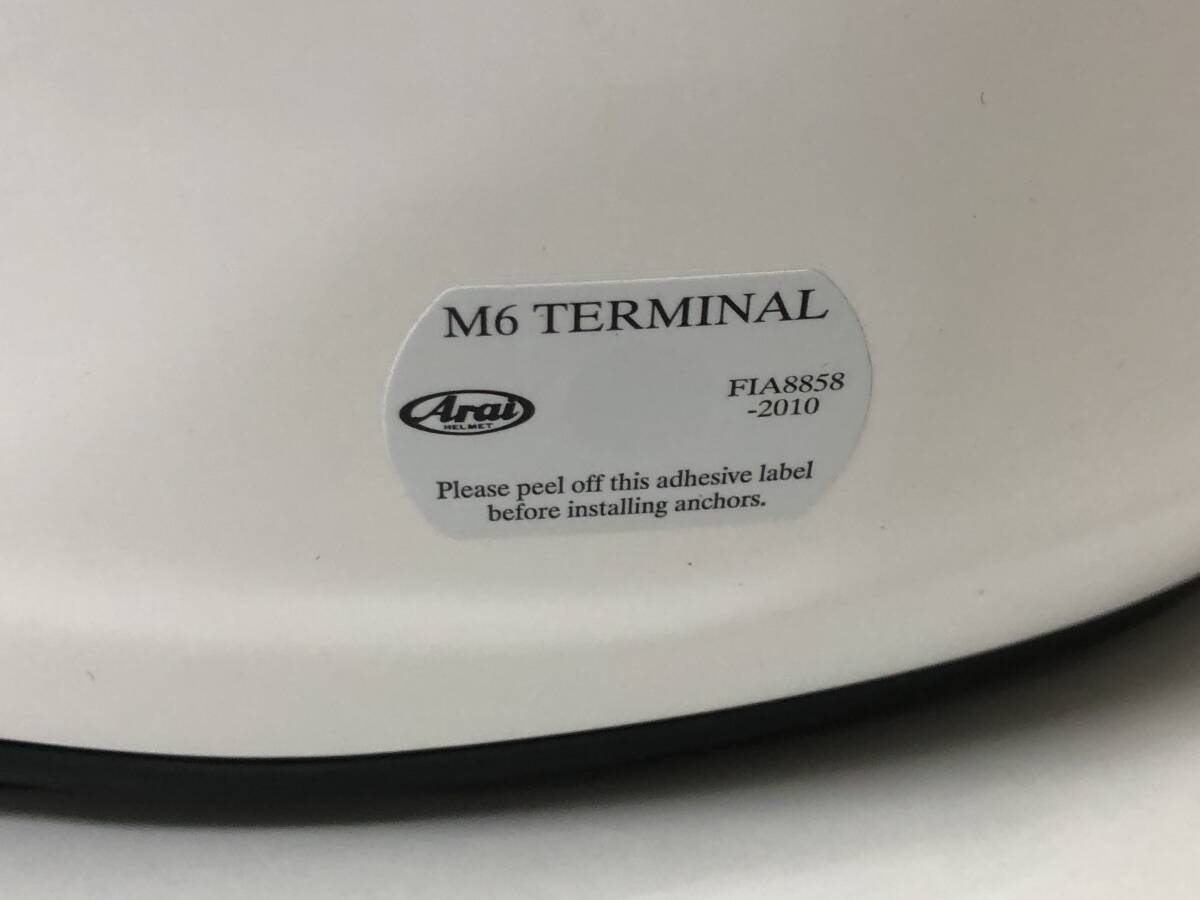 M6 TERMINAL
Arai
HELMET
FIA8858
-2010
Please peel off this adhesive label
before installing anchors.